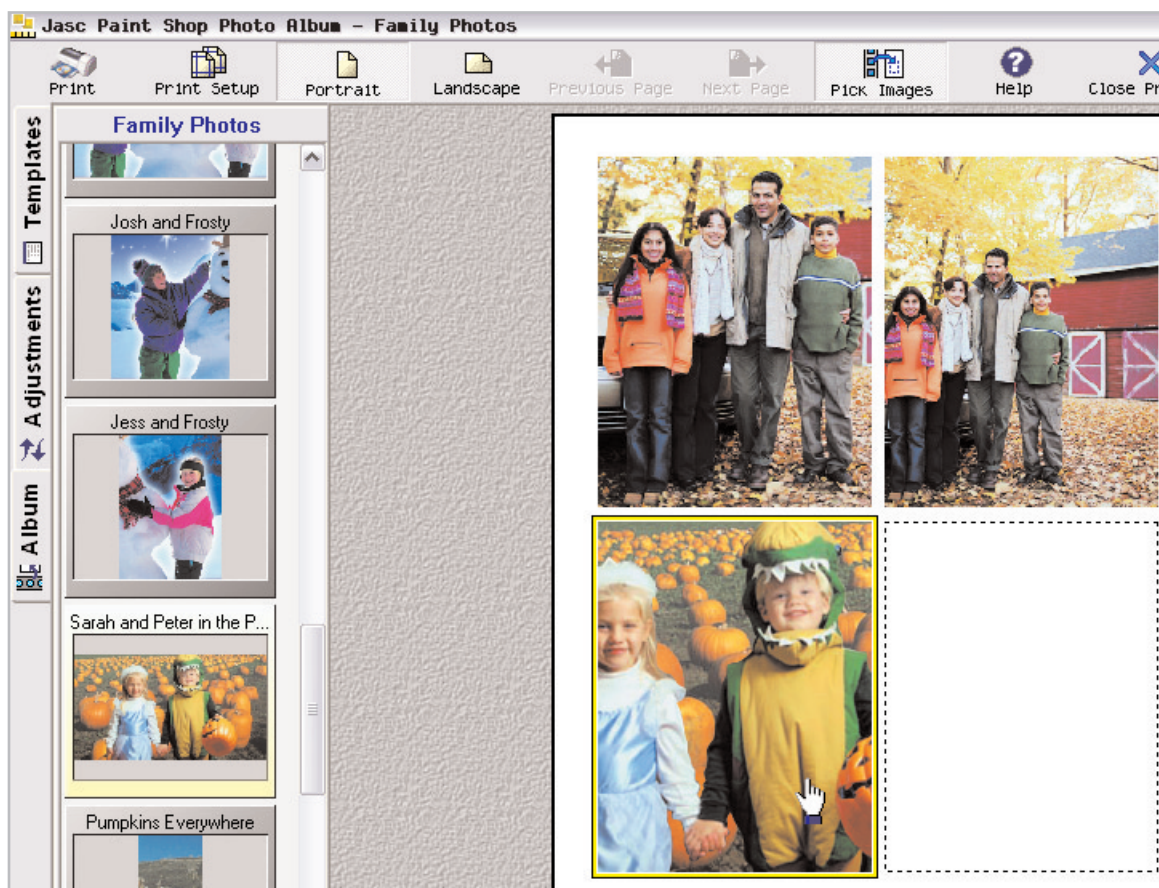 Jasc Paint Shop Photo Album - Family Photos
Print
Print Setup
Portrait
Landscape
Previous Page
Next Page
Pick Images
Help
Close Pr
Templates
Adjustments
Album
Family Photos
Josh and Frosty
Jess and Frosty
Sarah and Peter in the P...
Pumpkins Everywhere